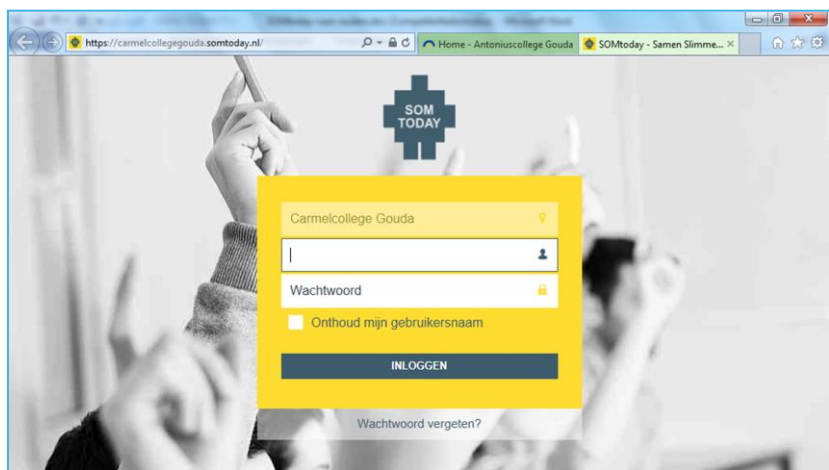 https://carmelcollegegouda.somtoday.nl/
Home - Antoniuscollege Gouda
SOMtoday - Samen Slimme...
SOM
TODAY
Carmelcollege Gouda
Wachtwoord
Onthoud mijn gebruikersnaam
INLOGGEN
Wachtwoord vergeten?